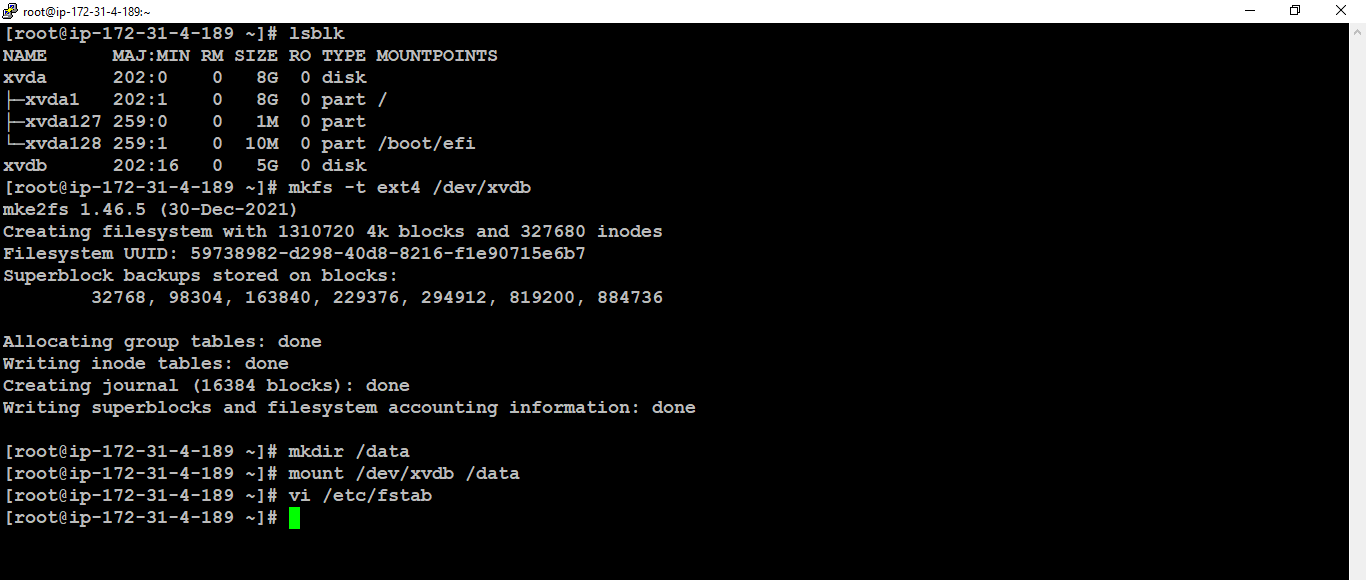 root@ip-172-31-4-189:~
[root@ip-172-31-4-189 ~]# lsblk
NAME      MAJ:MIN RM SIZE RO TYPE MOUNTPOINTS
xvda      202:0    0   8G  0 disk
├─xvda1   202:1    0   8G  0 part /
├─xvda127 259:0    0   1M  0 part
└─xvda128 259:1    0  10M  0 part /boot/efi
xvdb      202:16   0   5G  0 disk
[root@ip-172-31-4-189 ~]# mkfs -t ext4 /dev/xvdb
mke2fs 1.46.5 (30-Dec-2021)
Creating filesystem with 1310720 4k blocks and 327680 inodes
Filesystem UUID: 59738982-d298-40d8-8216-f1e90715e6b7
Superblock backups stored on blocks:
        32768, 98304, 163840, 229376, 294912, 819200, 884736

Allocating group tables: done
Writing inode tables: done
Creating journal (16384 blocks): done
Writing superblocks and filesystem accounting information: done

[root@ip-172-31-4-189 ~]# mkdir /data
[root@ip-172-31-4-189 ~]# mount /dev/xvdb /data
[root@ip-172-31-4-189 ~]# vi /etc/fstab
[root@ip-172-31-4-189 ~]#